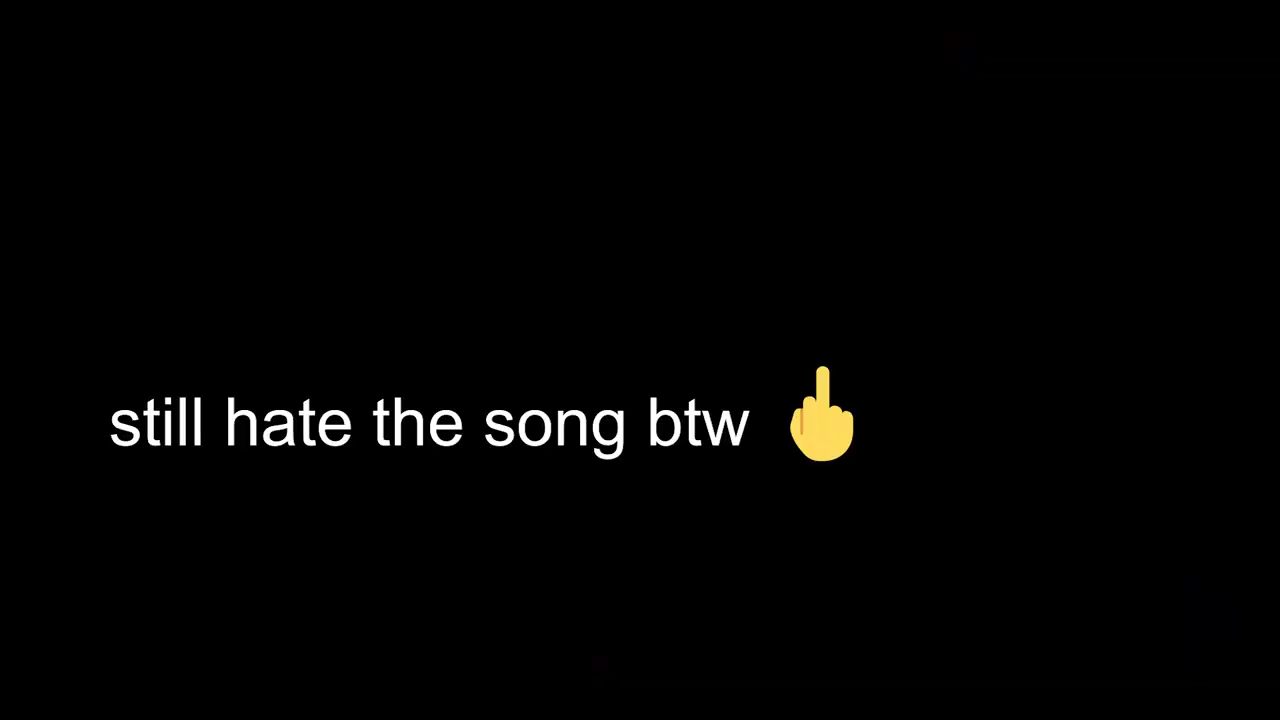 still hate the song btw 🖕